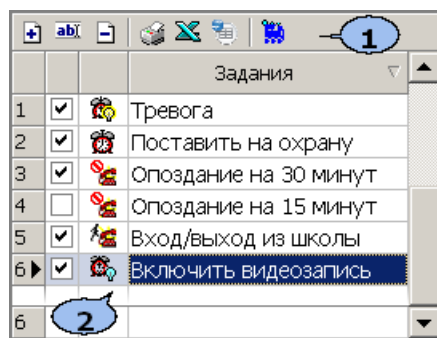 abI
1
Задания
1 Тревога
2 Поставить на охрану
3 Опоздание на 30 минут
4 Опоздание на 15 минут
5 Вход/выход из школы
6 Включить видеозапись
6 2